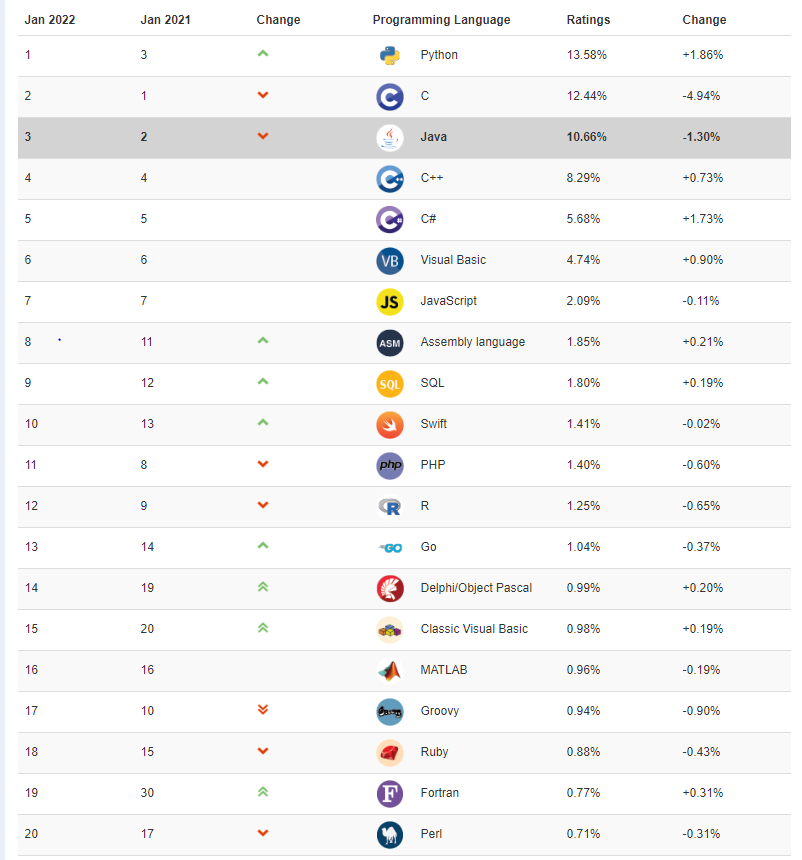 Jan 2022 Jan 2021 Change Programming Language Ratings Change
1 3 Python 13.58% +1.86%
2 1 C C 12.44% -4.94%
3 2 Java 10.66% -1.30%
4 4 C++ C++ 8.29% +0.73%
5 5 C# C# 5.68% +1.73%
6 6 VB Visual Basic 4.74% +0.90%
7 7 JS JavaScript 2.09% -0.11%
8 11 ASM Assembly language 1.85% +0.21%
9 12 SQL SQL 1.80% +0.19%
10 13 Swift 1.41% -0.02%
11 8 php PHP 1.40% -0.60%
12 9 R R 1.25% -0.65%
13 14 GO Go 1.04% -0.37%
14 19 Delphi/Object Pascal 0.99% +0.20%
15 20 Classic Visual Basic 0.98% +0.19%
16 16 MATLAB 0.96% -0.19%
17 10 Groovy 0.94% -0.90%
18 15 Ruby 0.88% -0.43%
19 30 F Fortran 0.77% +0.31%
20 17 Perl 0.71% -0.31%